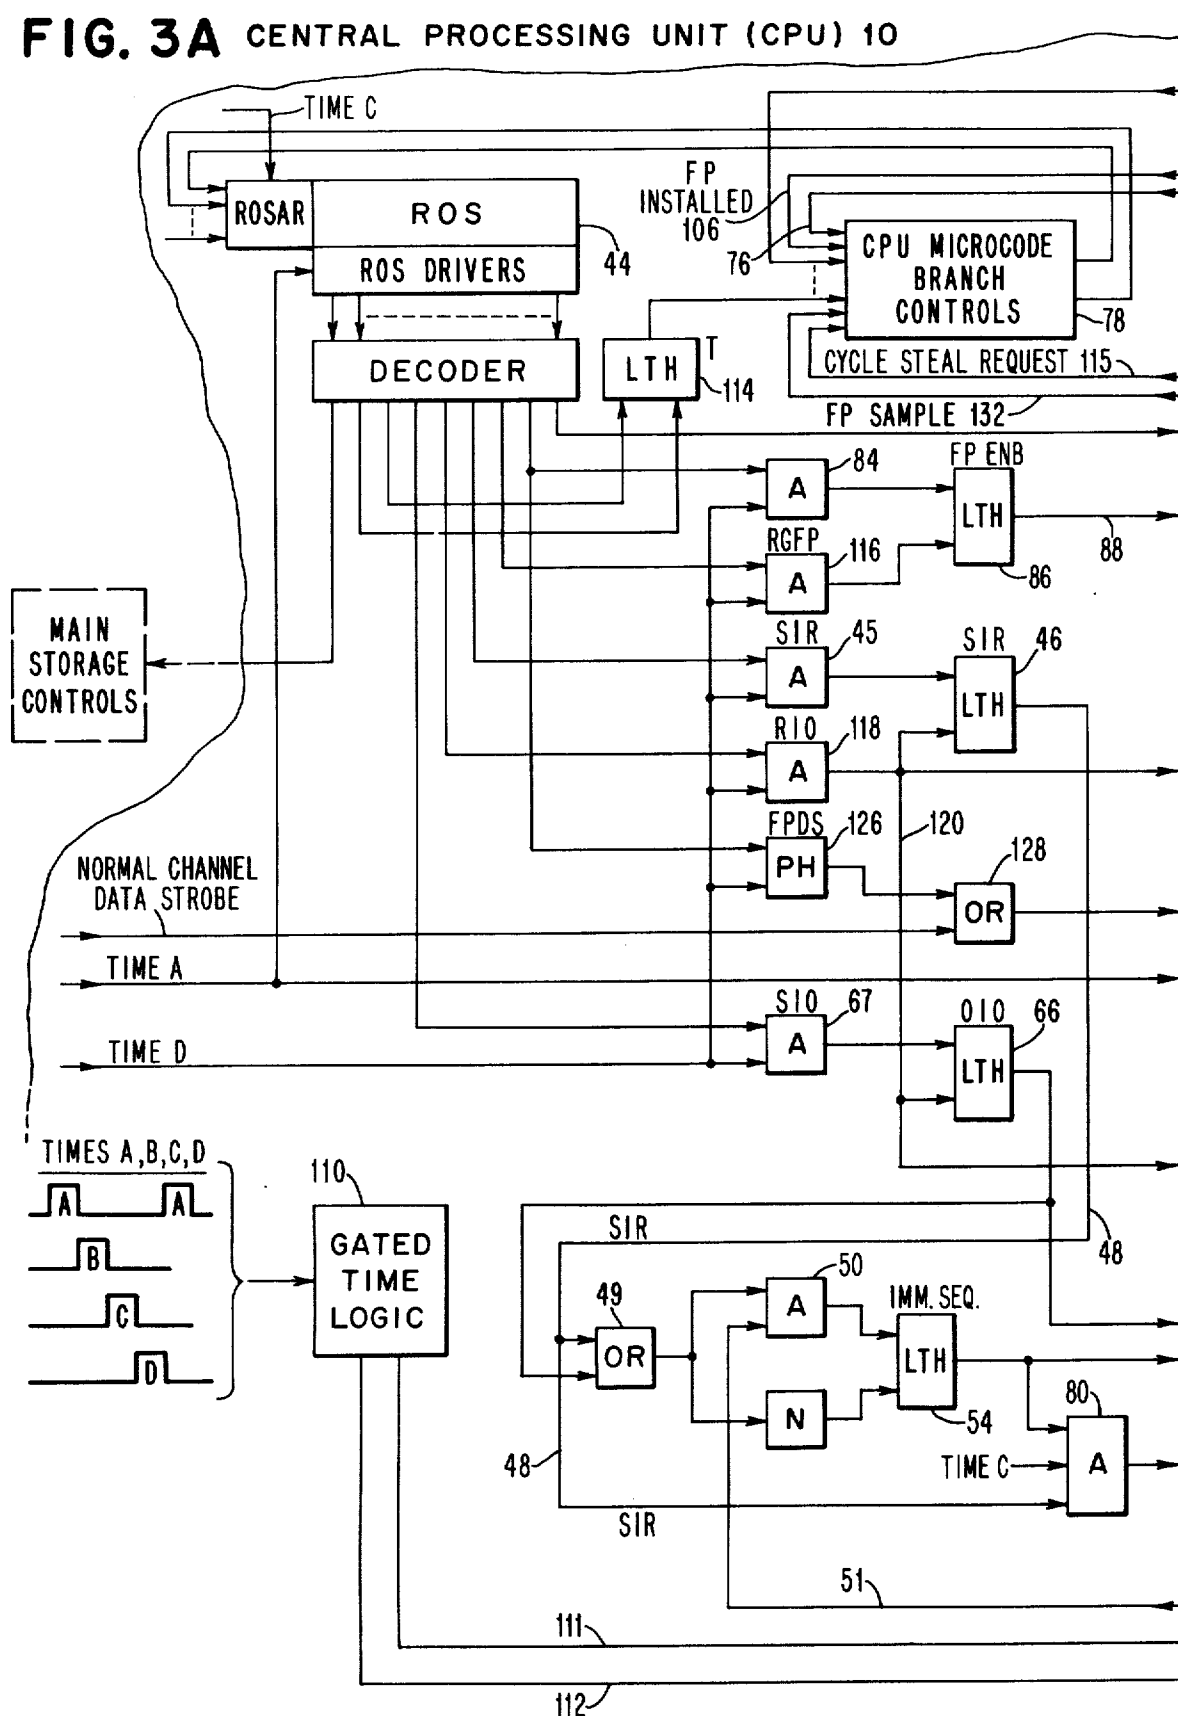 FIG. 3A CENTRAL PROCESSING UNIT (CPU) 10
TIME C
ROSAR
ROS
ROS DRIVERS
44
FP
INSTALLED
106
76
CPU MICROCODE
BRANCH
CONTROLS
78
DECODER
LTH
T
114
CYCLE STEAL REQUEST 115
FP SAMPLE 132
A
84
FP ENB
LTH
88
86
RGFP
A
116
MAIN
STORAGE
CONTROLS
SIR
A
45
SIR
LTH
46
RIO
A
118
FPDS
PH
126
120
128
OR
NORMAL CHANNEL
DATA STROBE
TIME A
SIO
A
67
OIO
LTH
66
TIME D
TIMES A,B,C,D
A
A
B
C
D
110
GATED
TIME
LOGIC
SIR
48
49
OR
50
A
IMM. SEQ.
LTH
54
N
48
80
A
TIME C
SIR
51
111
112